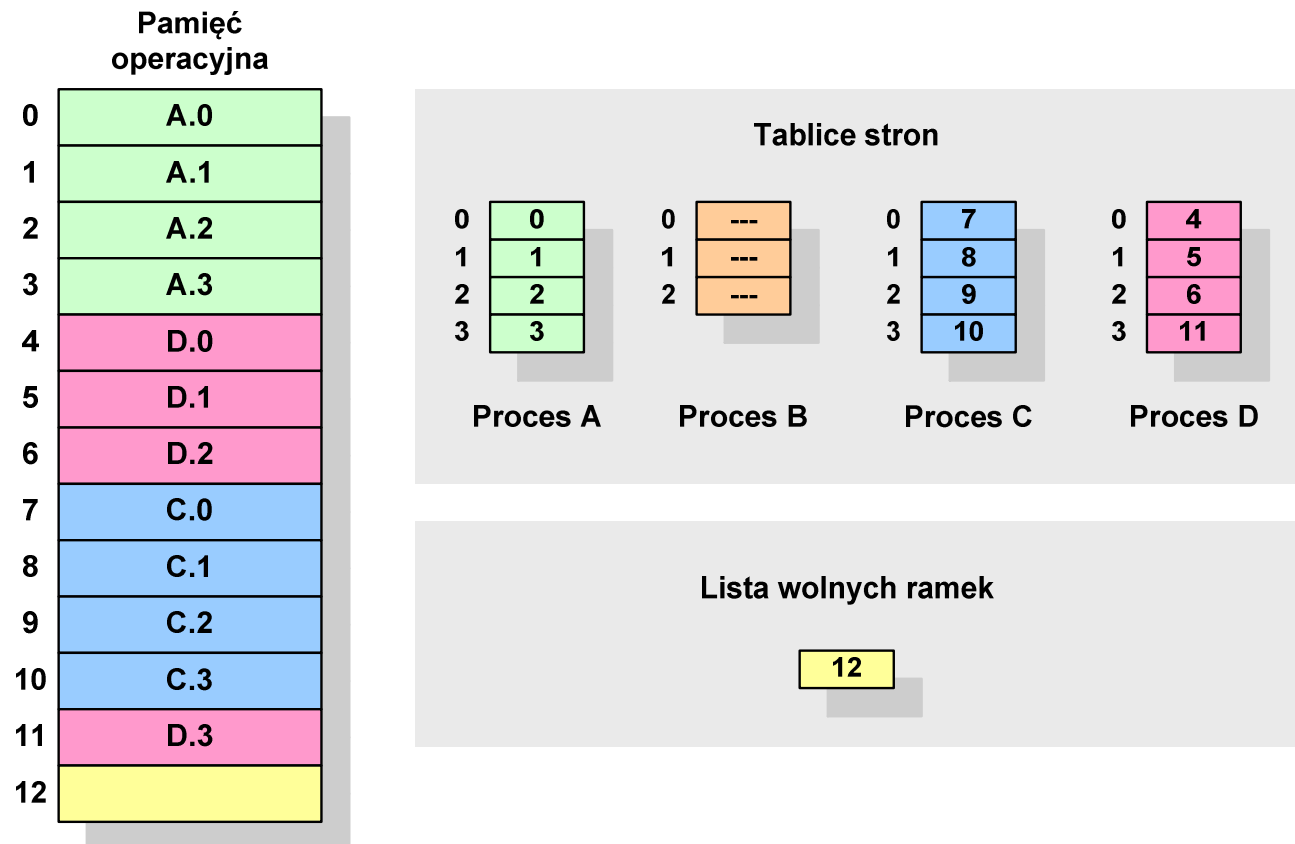 Pamięć
operacyjna
0 A.0
1 A.1
2 A.2
3 A.3
4 D.0
5 D.1
6 D.2
7 C.0
8 C.1
9 C.2
10 C.3
11 D.3
12
Tablice stron
0 0
1 1
2 2
3 3
Proces A
0 ---
1 ---
2 ---
Proces B
0 7
1 8
2 9
3 10
Proces C
0 4
1 5
2 6
3 11
Proces D
Lista wolnych ramek
12